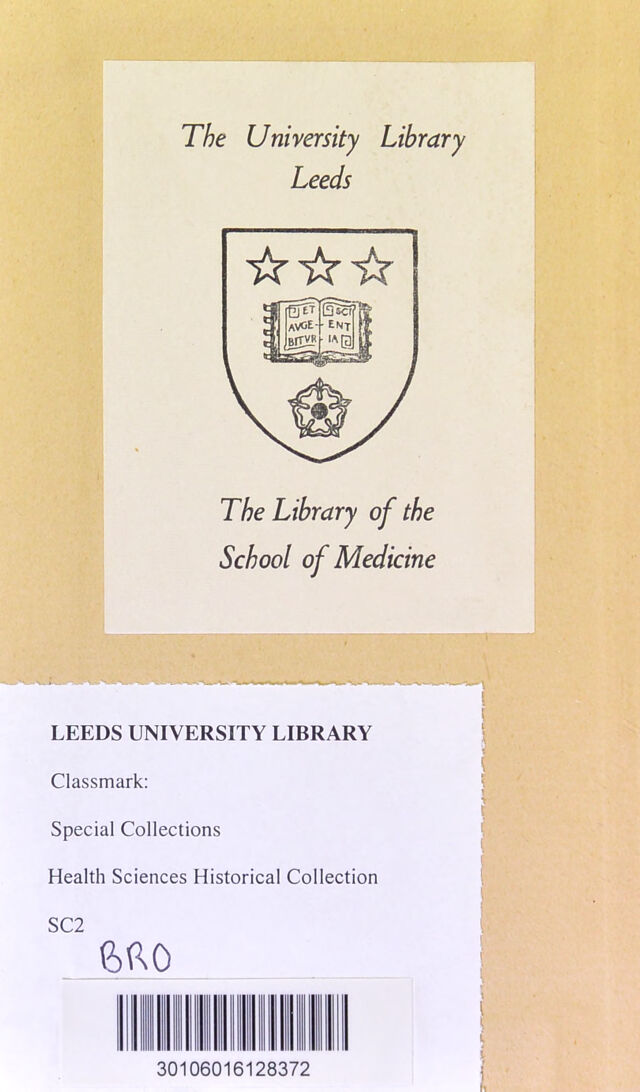 The University Library
Leeds
ET SCI
AVGE ENT
BITVR IA
The Library of the
School of Medicine
LEEDS UNIVERSITY LIBRARY
Classmark:
Special Collections
Health Sciences Historical Collection
SC2
BRO
30106016128372